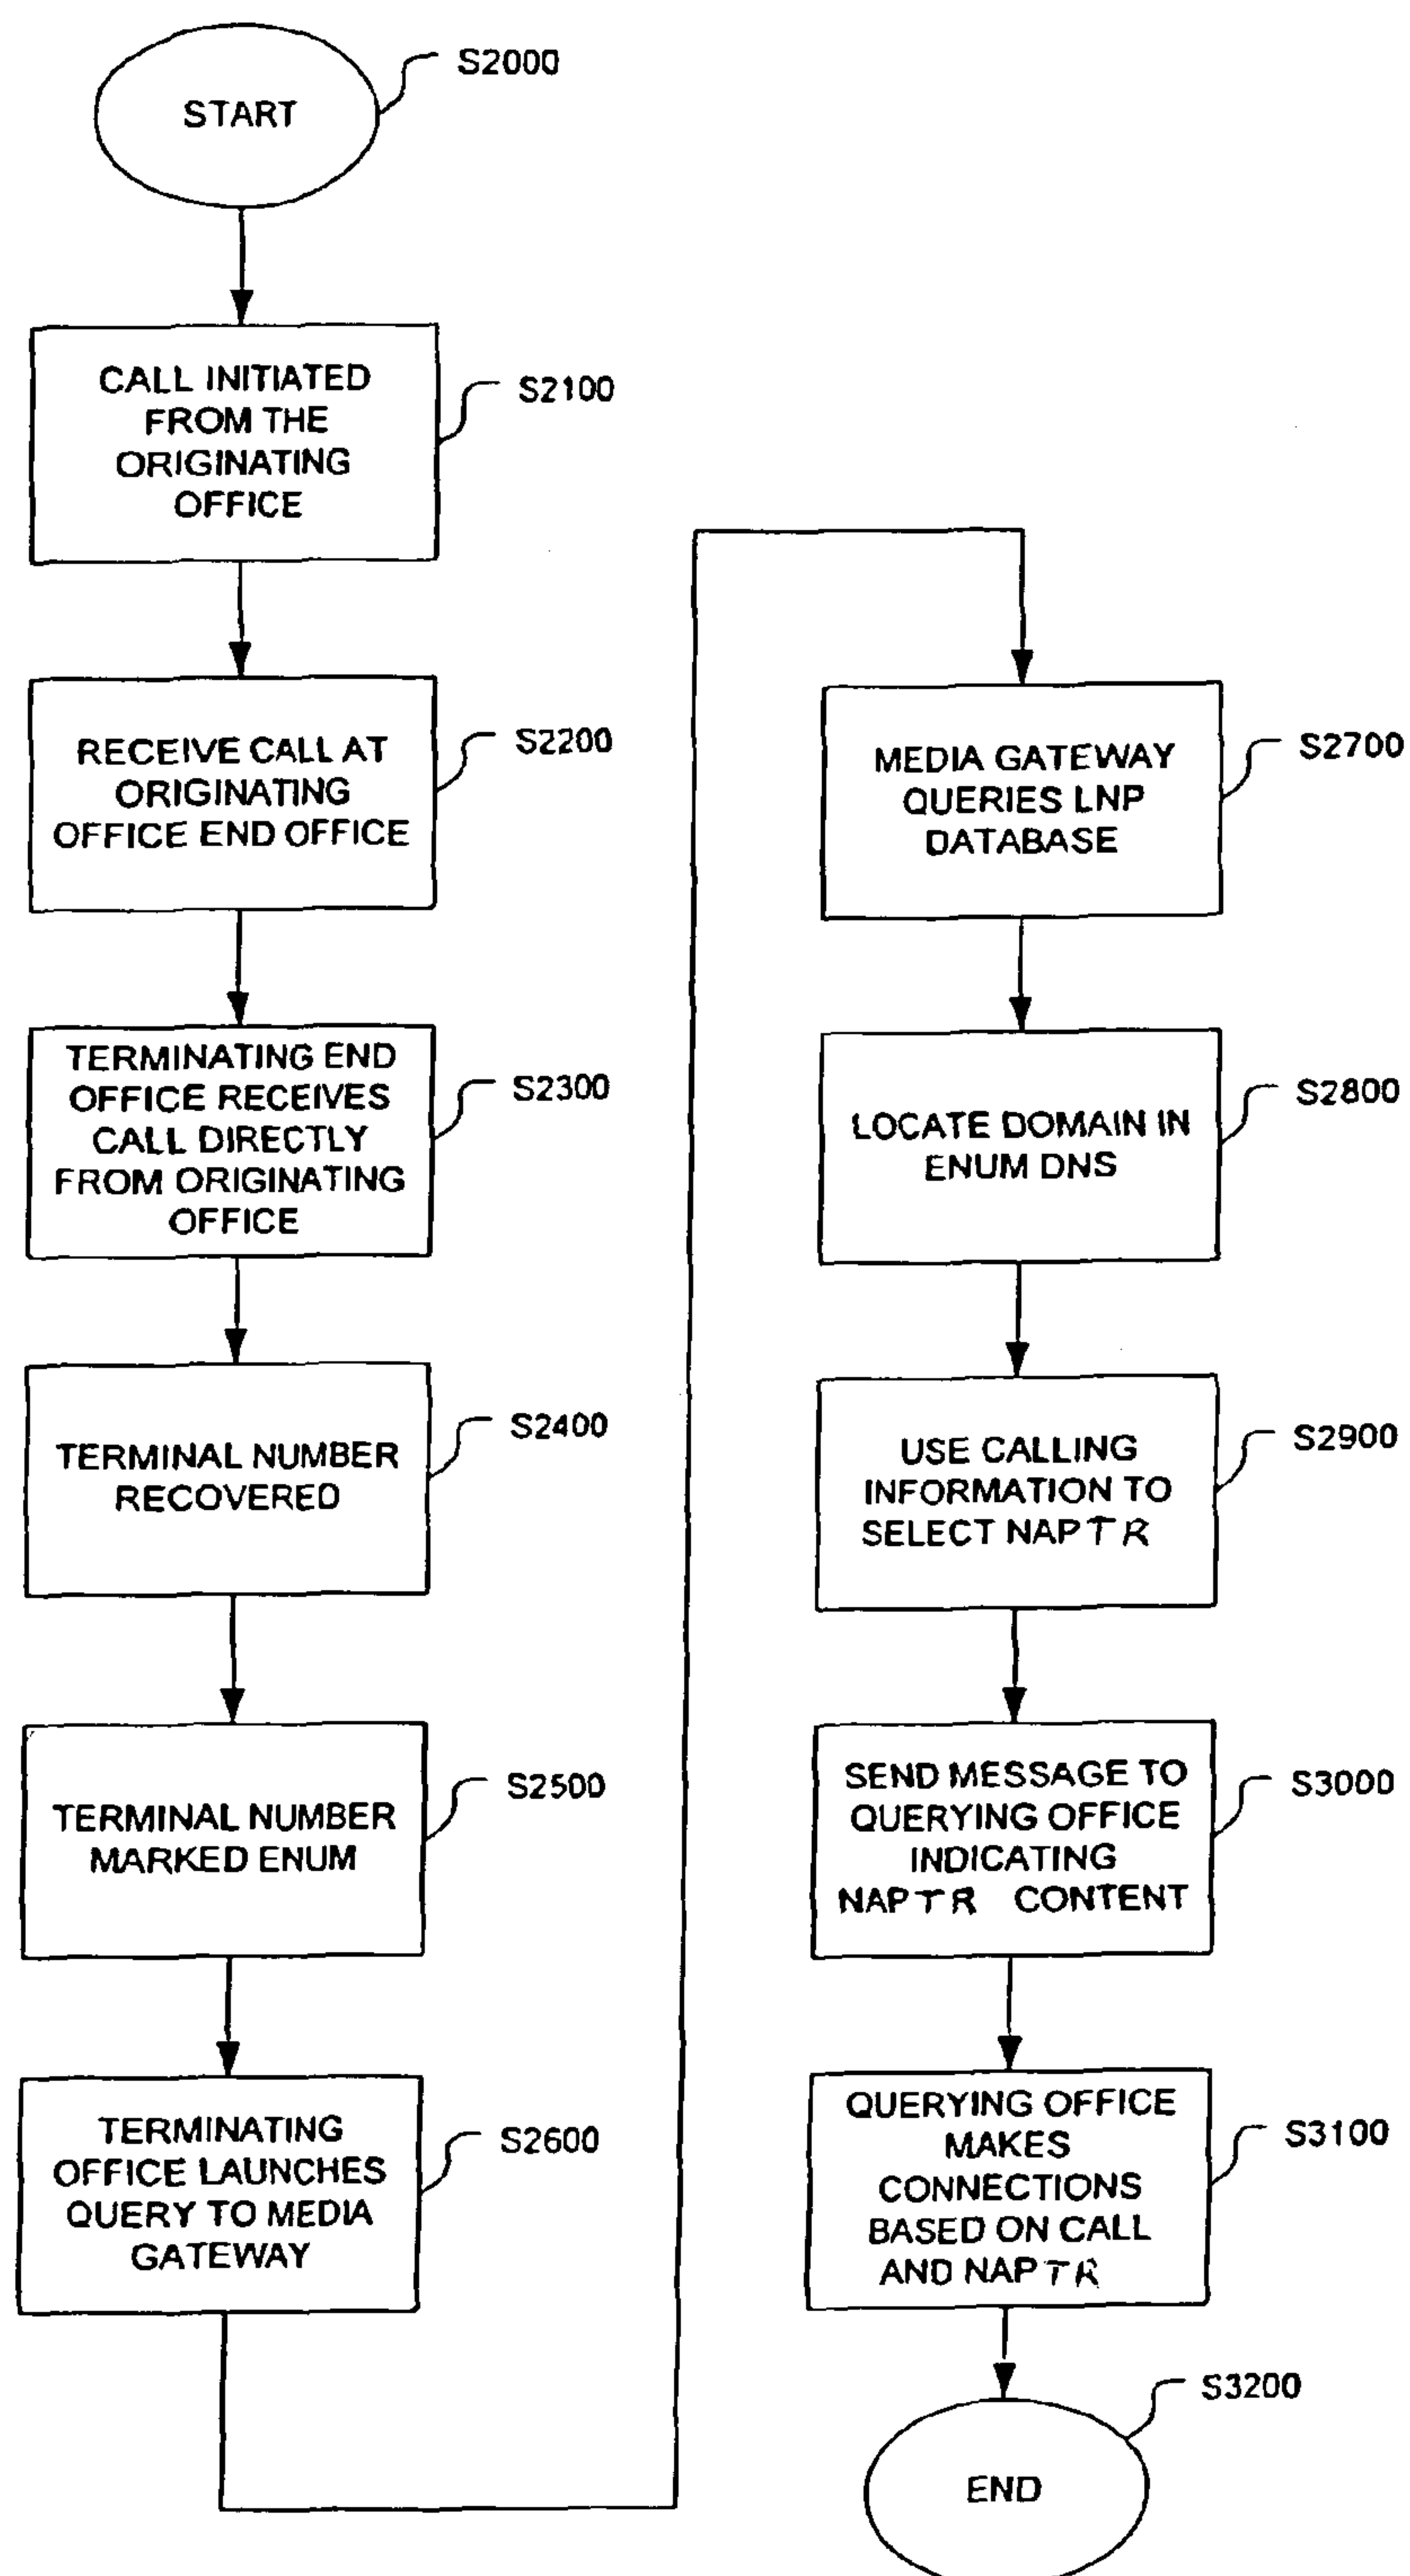 START
S2000
CALL INITIATED
FROM THE
ORIGINATING
OFFICE
S2100
RECEIVE CALL AT
ORIGINATING
OFFICE END OFFICE
S2200
TERMINATING END
OFFICE RECEIVES
CALL DIRECTLY
FROM ORIGINATING
OFFICE
S2300
TERMINAL NUMBER
RECOVERED
S2400
TERMINAL NUMBER
MARKED ENUM
S2500
TERMINATING
OFFICE LAUNCHES
QUERY TO MEDIA
GATEWAY
S2600
MEDIA GATEWAY
QUERIES LNP
DATABASE
S2700
LOCATE DOMAIN IN
ENUM DNS
S2800
USE CALLING
INFORMATION TO
SELECT NAPTR
S2900
SEND MESSAGE TO
QUERYING OFFICE
INDICATING
NAPTR CONTENT
S3000
QUERYING OFFICE
MAKES
CONNECTIONS
BASED ON CALL
AND NAPTR
S3100
END
S3200